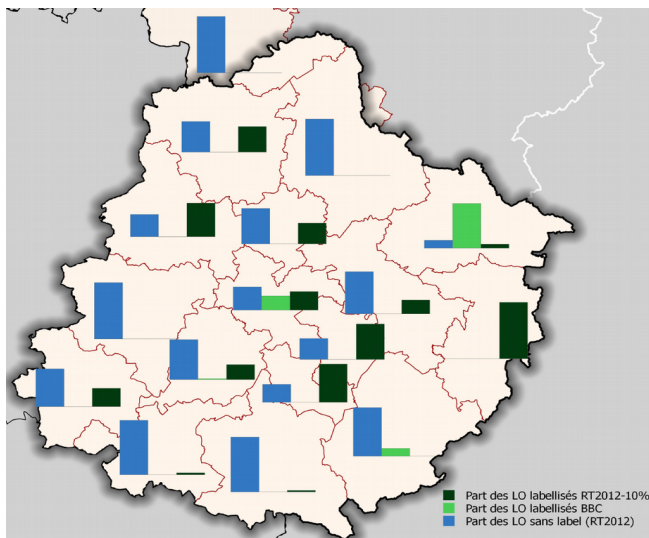 Part des LO labellisés RT2012-10%
Part des LO labellisés BBC
Part des LO sans label (RT2012)